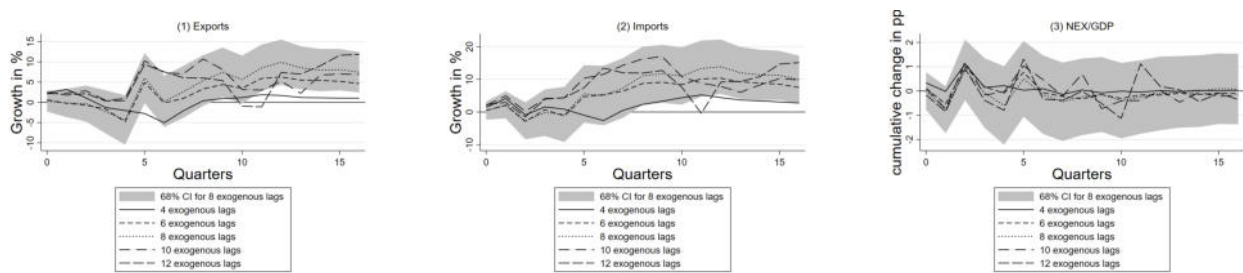 (1) Exports
Growth in %
15
10
5
0
-5
-10
0
5
10
15
Quarters
68% CI for 8 exogenous lags
4 exogenous lags
6 exogenous lags
8 exogenous lags
10 exogenous lags
12 exogenous lags
(2) Imports
Growth in %
20
10
0
-10
0
5
10
15
Quarters
68% CI for 8 exogenous lags
4 exogenous lags
6 exogenous lags
8 exogenous lags
10 exogenous lags
12 exogenous lags
(3) NEX/GDP
cumulative change in pp
2
1
0
-1
-2
0
5
10
15
Quarters
68% CI for 8 exogenous lags
4 exogenous lags
6 exogenous lags
8 exogenous lags
10 exogenous lags
12 exogenous lags